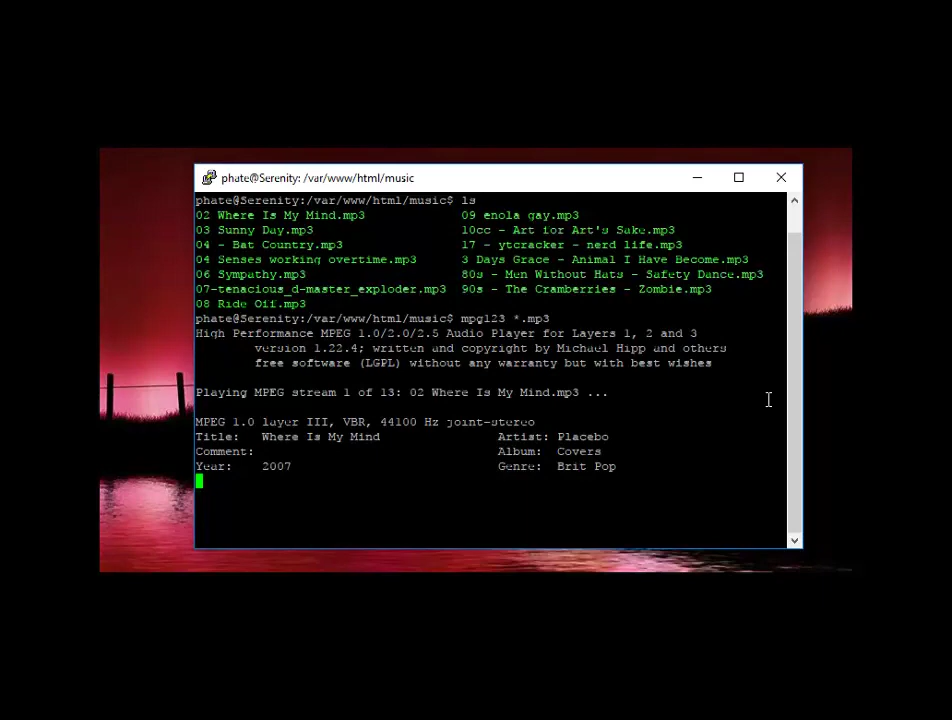 phate@Serenity: /var/www/html/music
phate@Serenity:/var/www/html/music$ ls
02 Where Is My Mind.mp3 09 enola gay.mp3
03 Sunny Day.mp3 10cc - Art for Art's Sake.mp3
04 - Bat Country.mp3 17 - ytcracker - nerd life.mp3
04 Senses working overtime.mp3 3 Days Grace - Animal I Have Become.mp3
06 Sympathy.mp3 80s - Men Without Hats - Safety Dance.mp3
07-tenacious_d-master_exploder.mp3 90s - The Cramberries - Zombie.mp3
08 Ride Off.mp3
phate@Serenity:/var/www/html/music$ mpg123 *.mp3
High Performance MPEG 1.0/2.0/2.5 Audio Player for Layers 1, 2 and 3
version 1.22.4; written and copyright by Michael Hipp and others
free software (LGPL) without any warranty but with best wishes
Playing MPEG stream 1 of 13: 02 Where Is My Mind.mp3 ...
MPEG 1.0 layer III, VBR, 44100 Hz joint-stereo
Title: Where Is My Mind Artist: Placebo
Comment: Album: Covers
Year: 2007 Genre: Brit Pop